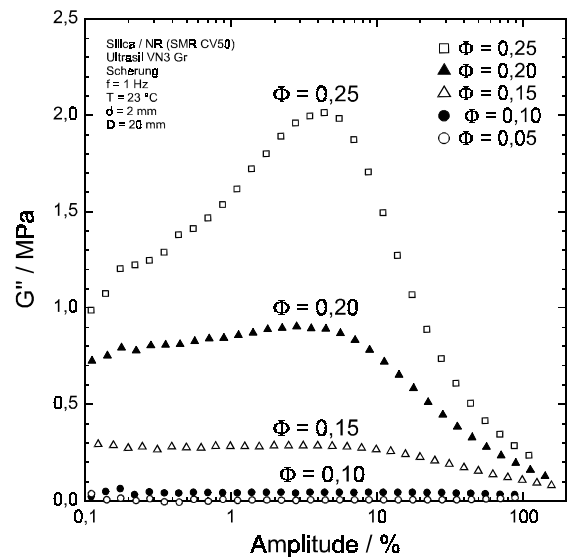 2,5
2,0
1,5
1,0
0,5
0,0
G" / MPa
Silica / NR (SMR CV50)
Ultrasil VN3 Gr
Scherung
f = 1 Hz
T = 23 °C
d = 2 mm
D = 20 mm
Φ = 0,25
Φ = 0,20
Φ = 0,15
Φ = 0,10
Φ = 0,05
Φ = 0,25
Φ = 0,20
Φ = 0,15
Φ = 0,10
0,1
1
10
100
Amplitude / %